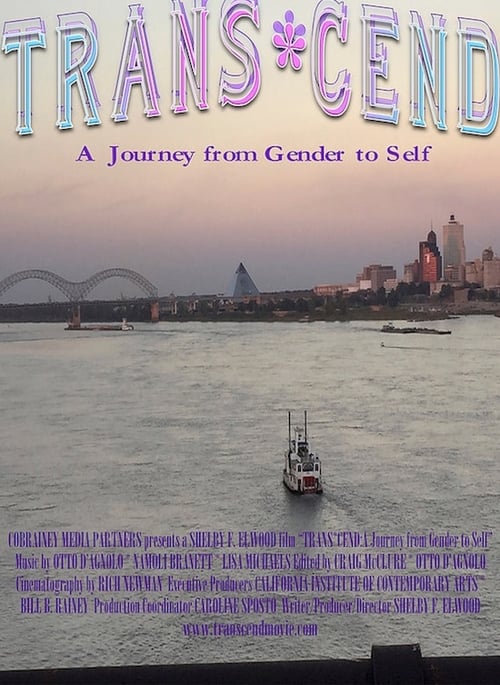 TRANS*CEND
A Journey from Gender to Self
COBRAINEY MEDIA PARTNERS presents a SHELBY F. ELWOOD film "TRANS*CEND:A Journey from Gender to Self"
Music by OTTO D'AGNOLO NAMOLI BRANETT LISA MICHAELS Edited by CRAIG McCLURE OTTO D'AGNOLO
Cinematography by RICH NEWMAN Executive Producers CALIFORNIA INSTITUTE OF CONTEMPORARY ARTS
BILL B. RAINEY Production Coordinator CAROLINE SPOSTO Writer/Producer/Director SHELBY F. ELWOOD
www.transcendmovie.com